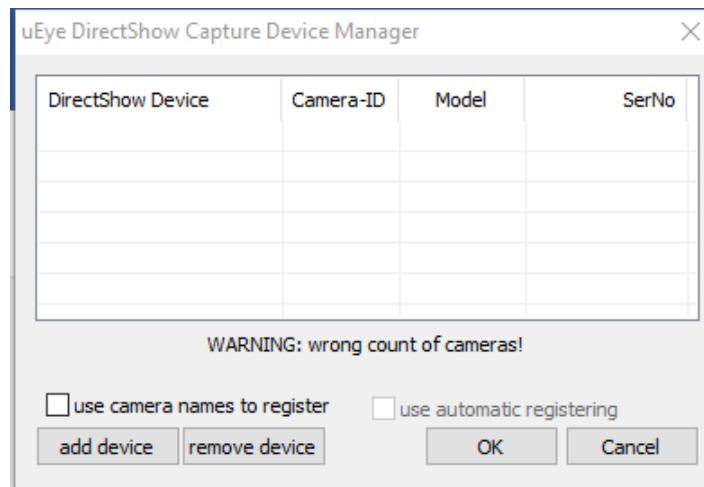 uEye DirectShow Capture Device Manager
DirectShow Device Camera-ID Model SerNo
WARNING: wrong count of cameras!
use camera names to register use automatic registering
add device remove device OK Cancel